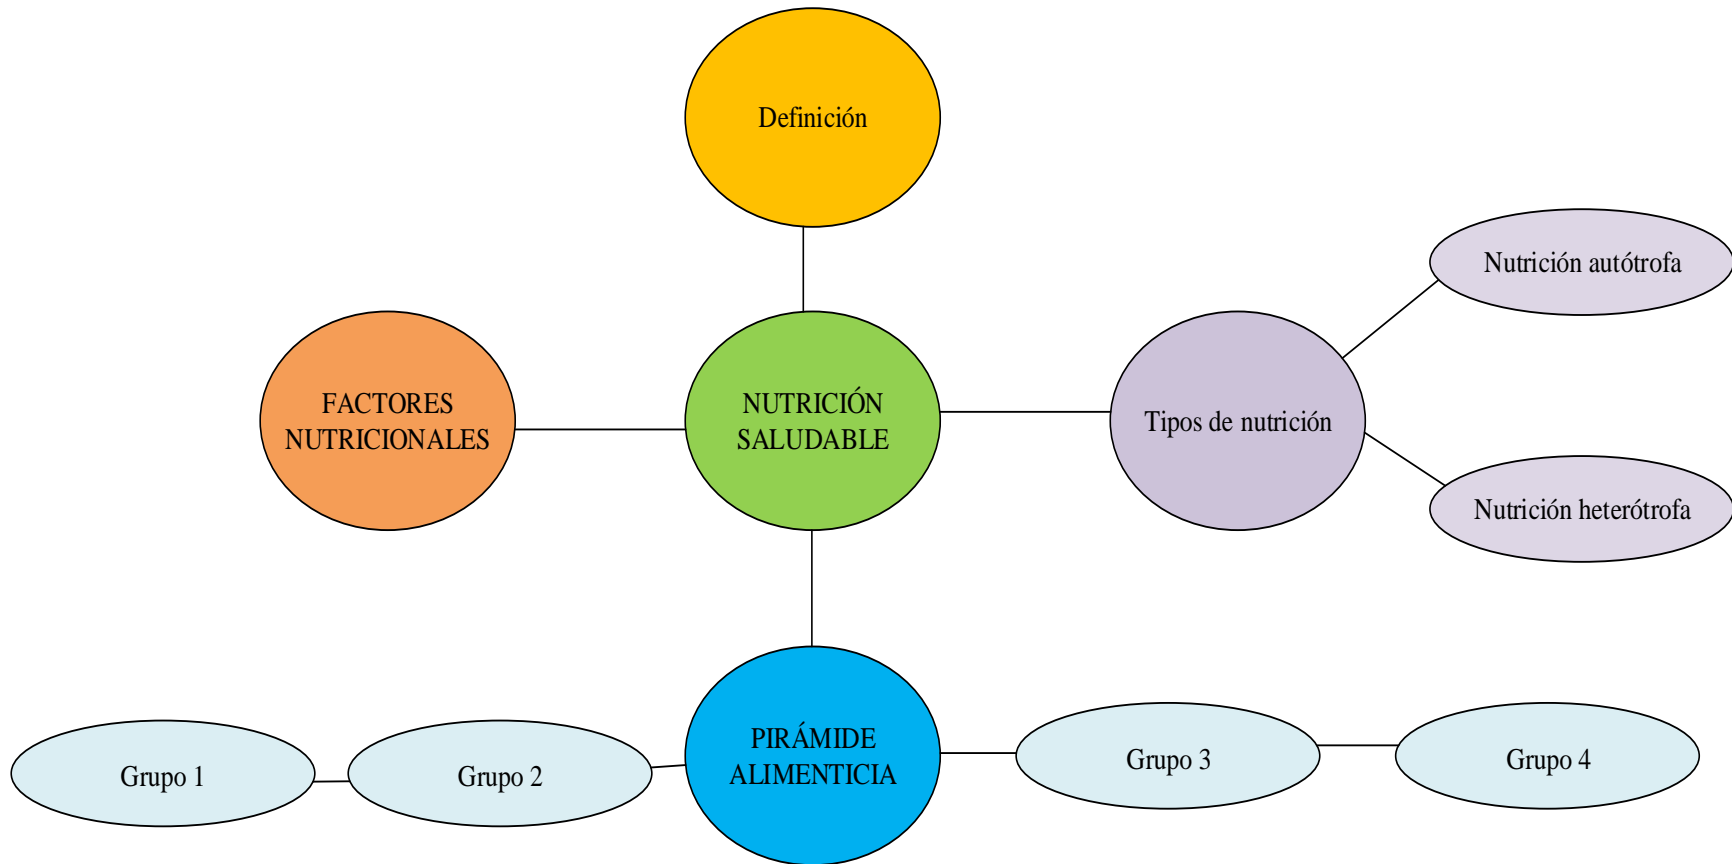 Definición
Nutrición autótrofa
FACTORES
NUTRICIONALES
NUTRICIÓN
SALUDABLE
Tipos de nutrición
Nutrición heterótrofa
PIRÁMIDE
ALIMENTICIA
Grupo 1
Grupo 2
Grupo 3
Grupo 4